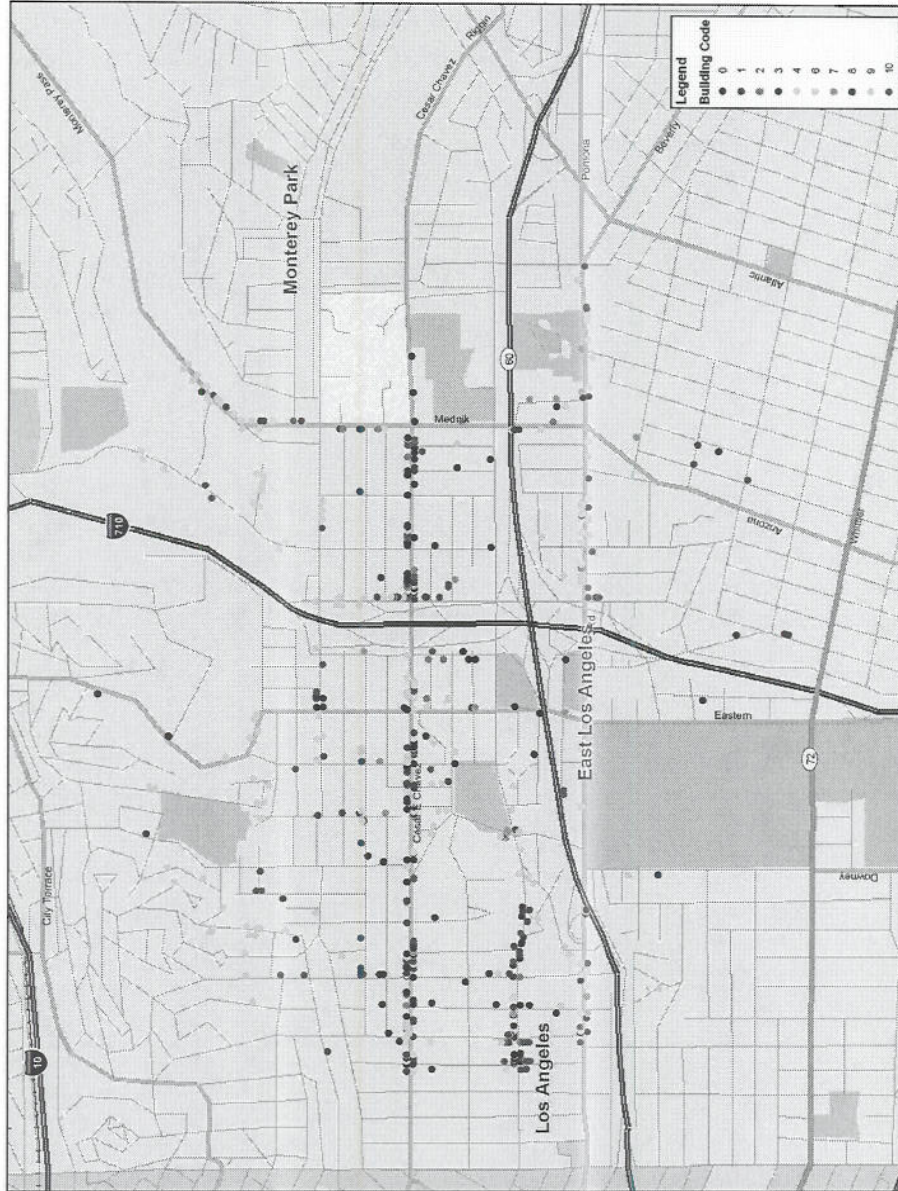 Monterey Pass
Riggin
Cesar Chavez
Monterey Park
Pomona
Beverly
Atlantic
60
Mednik
710
Arizona
Whittier
East Los Angeles
Rd
Eastern
72
Cesar E Chavez
City Terrace
Downey
10
Los Angeles
Legend
Building Code
0
1
2
3
4
6
7
8
9
10